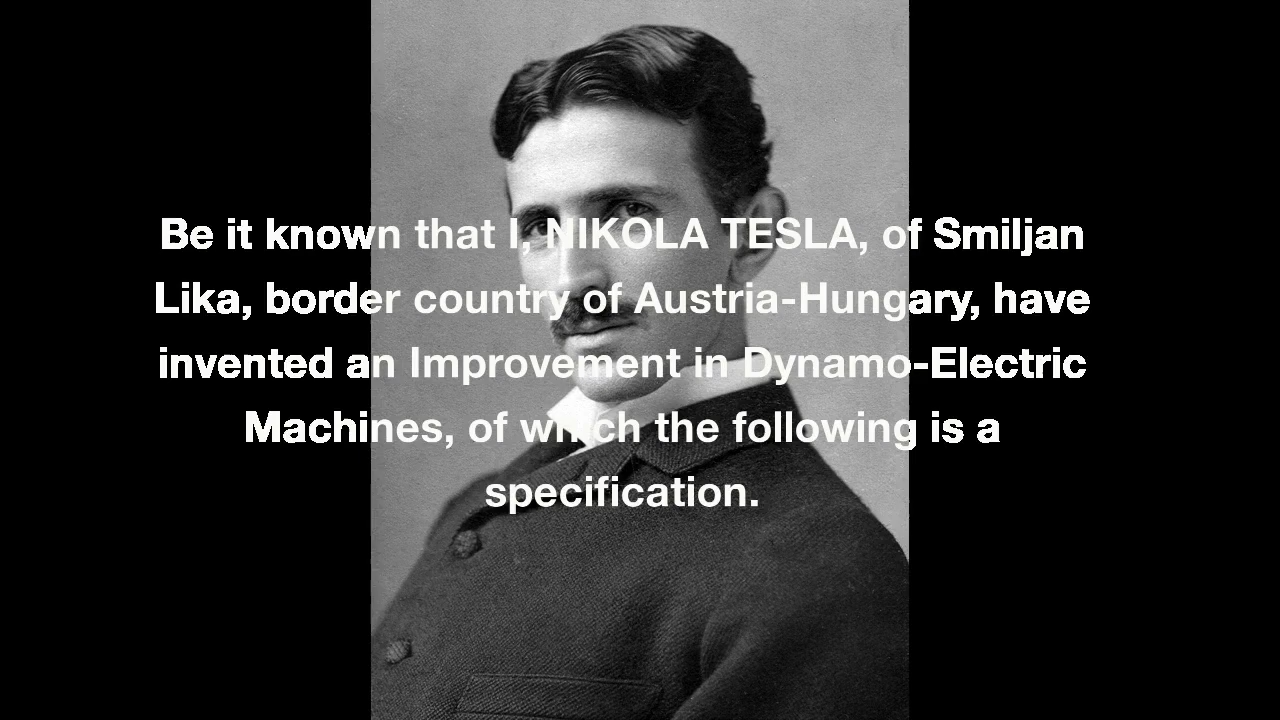 Be it known that I, NIKOLA TESLA, of Smiljan
Lika, border country of Austria-Hungary, have
invented an Improvement in Dynamo-Electric
Machines, of which the following is a
specification.